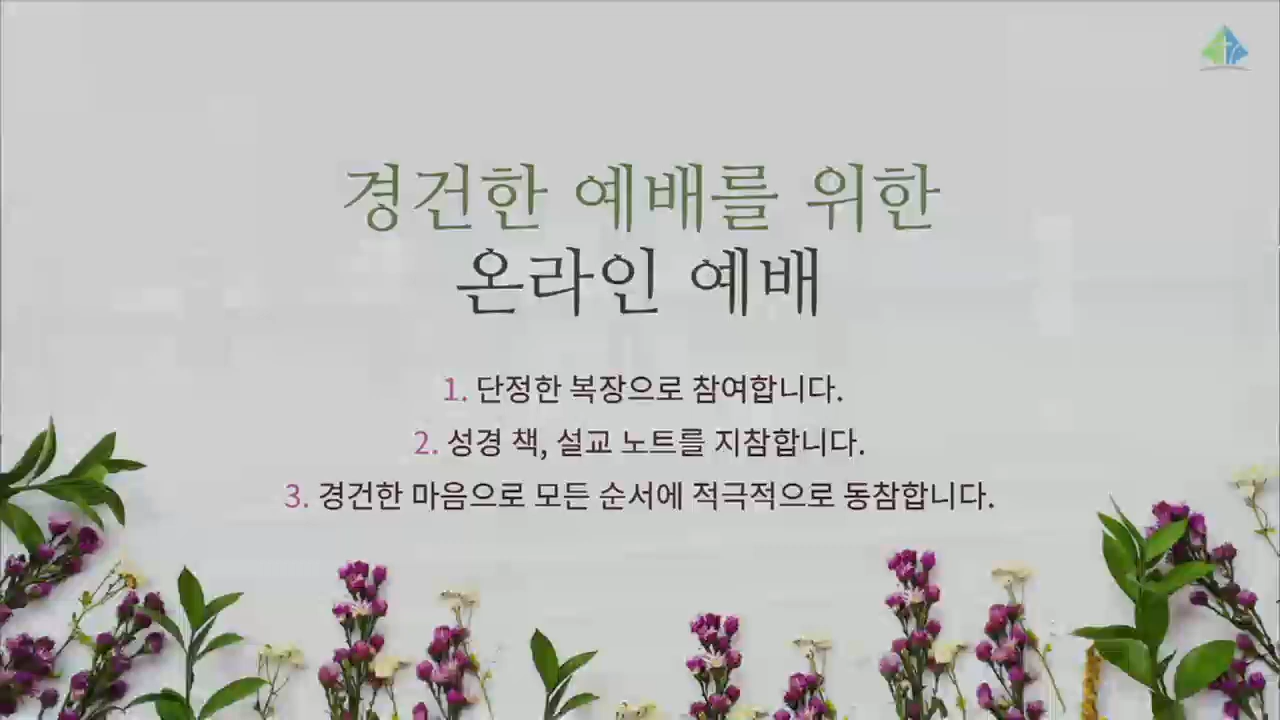 경건한 예배를 위한
온라인 예배
1. 단정한 복장으로 참여합니다.
2. 성경 책, 설교 노트를 지참합니다.
3. 경건한 마음으로 모든 순서에 적극적으로 동참합니다.